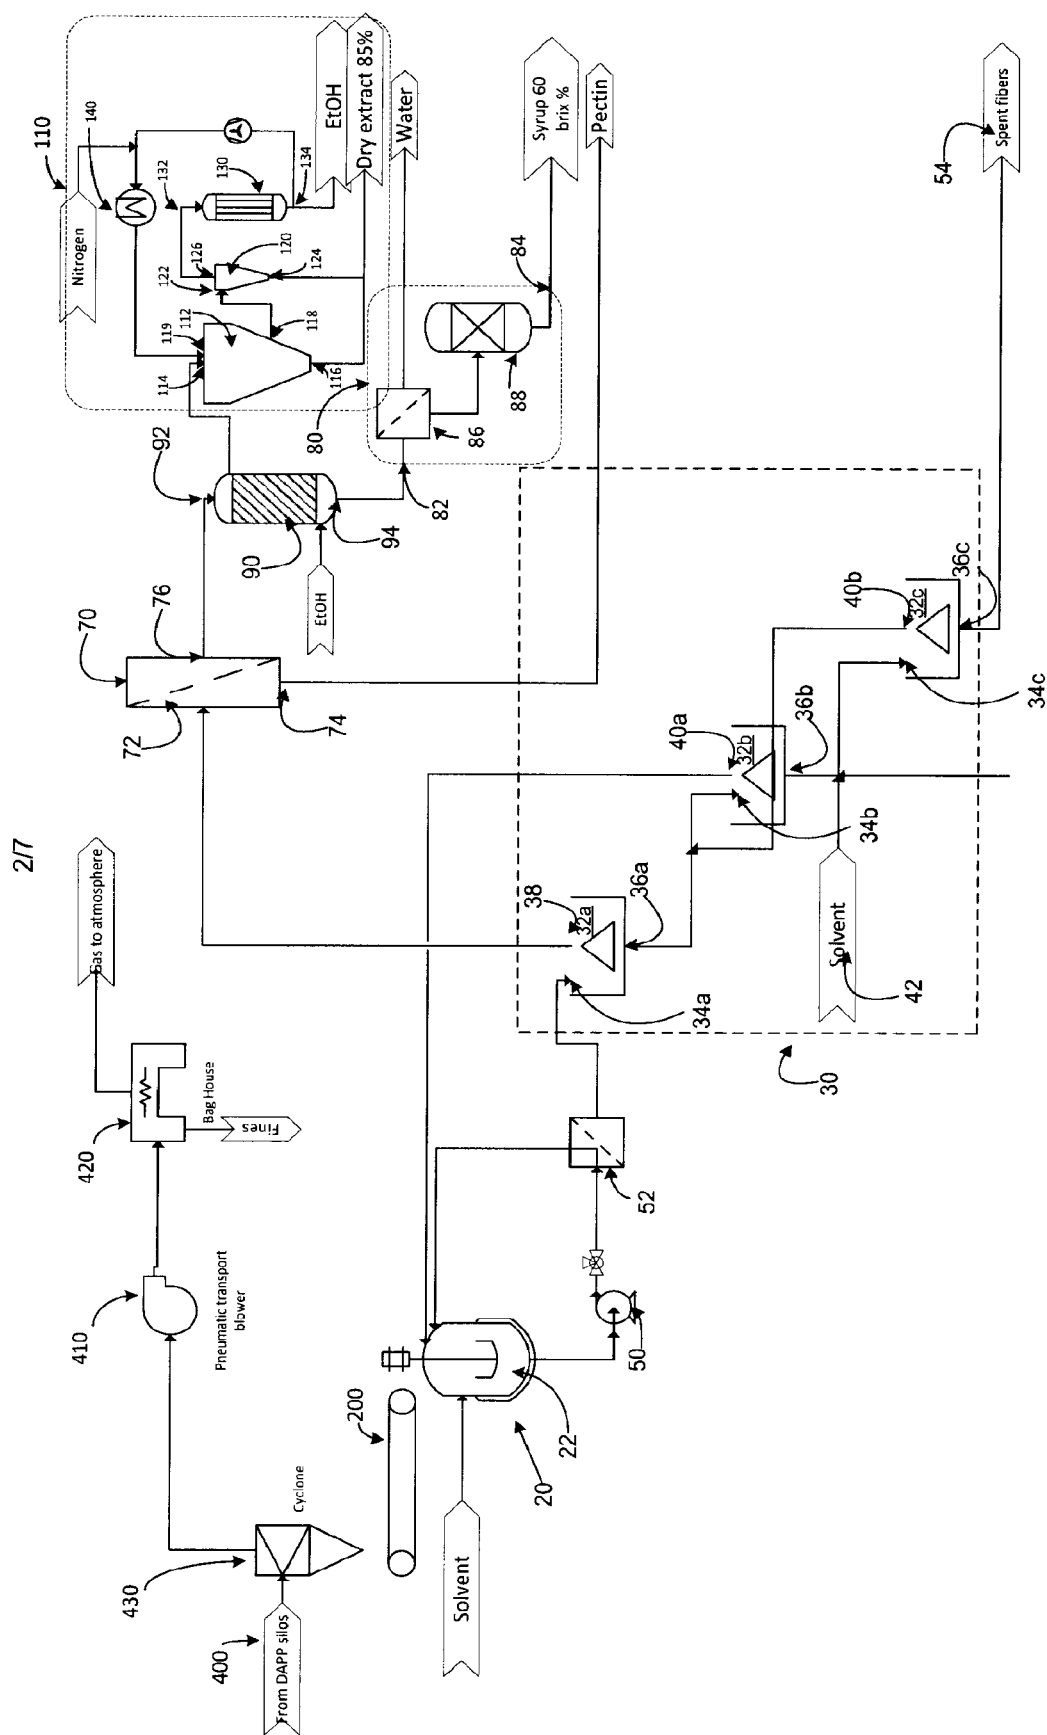 2/7
From DAPP silos
400
430
Cyclone
410
Pneumatic transport
blower
420
Bag House
Fines
Gas to atmosphere
200
Solvent
20
22
50
52
30
34a
38
32a
36a
40a
32b
34b
36b
40b
32c
34c
36c
Solvent
42
54
Spent fibers
70
72
74
76
90
92
94
EtOH
80
82
84
86
88
Water
Syrup 60
brix %
Pectin
110
112
114
116
118
119
120
122
124
126
130
132
134
140
Nitrogen
EtOH
Dry extract 85%
M